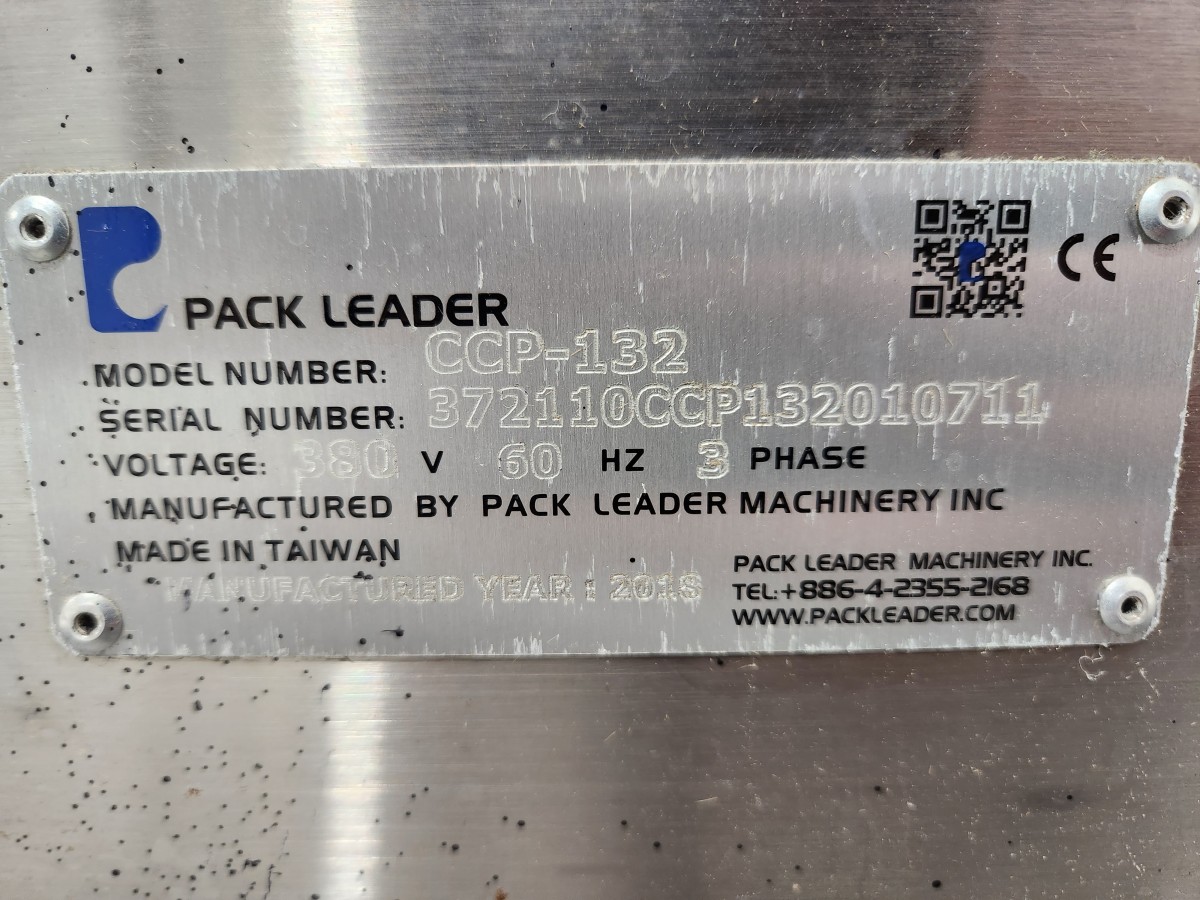 PACK LEADER
CE
MODEL NUMBER: CCP-132
SERIAL NUMBER: 372110CCP132010711
VOLTAGE: 380 V 60 HZ 3 PHASE
MANUFACTURED BY PACK LEADER MACHINERY INC
MADE IN TAIWAN
MANUFACTURED YEAR : 2018
PACK LEADER MACHINERY INC.
TEL:+886-4-2355-2168
WWW.PACKLEADER.COM